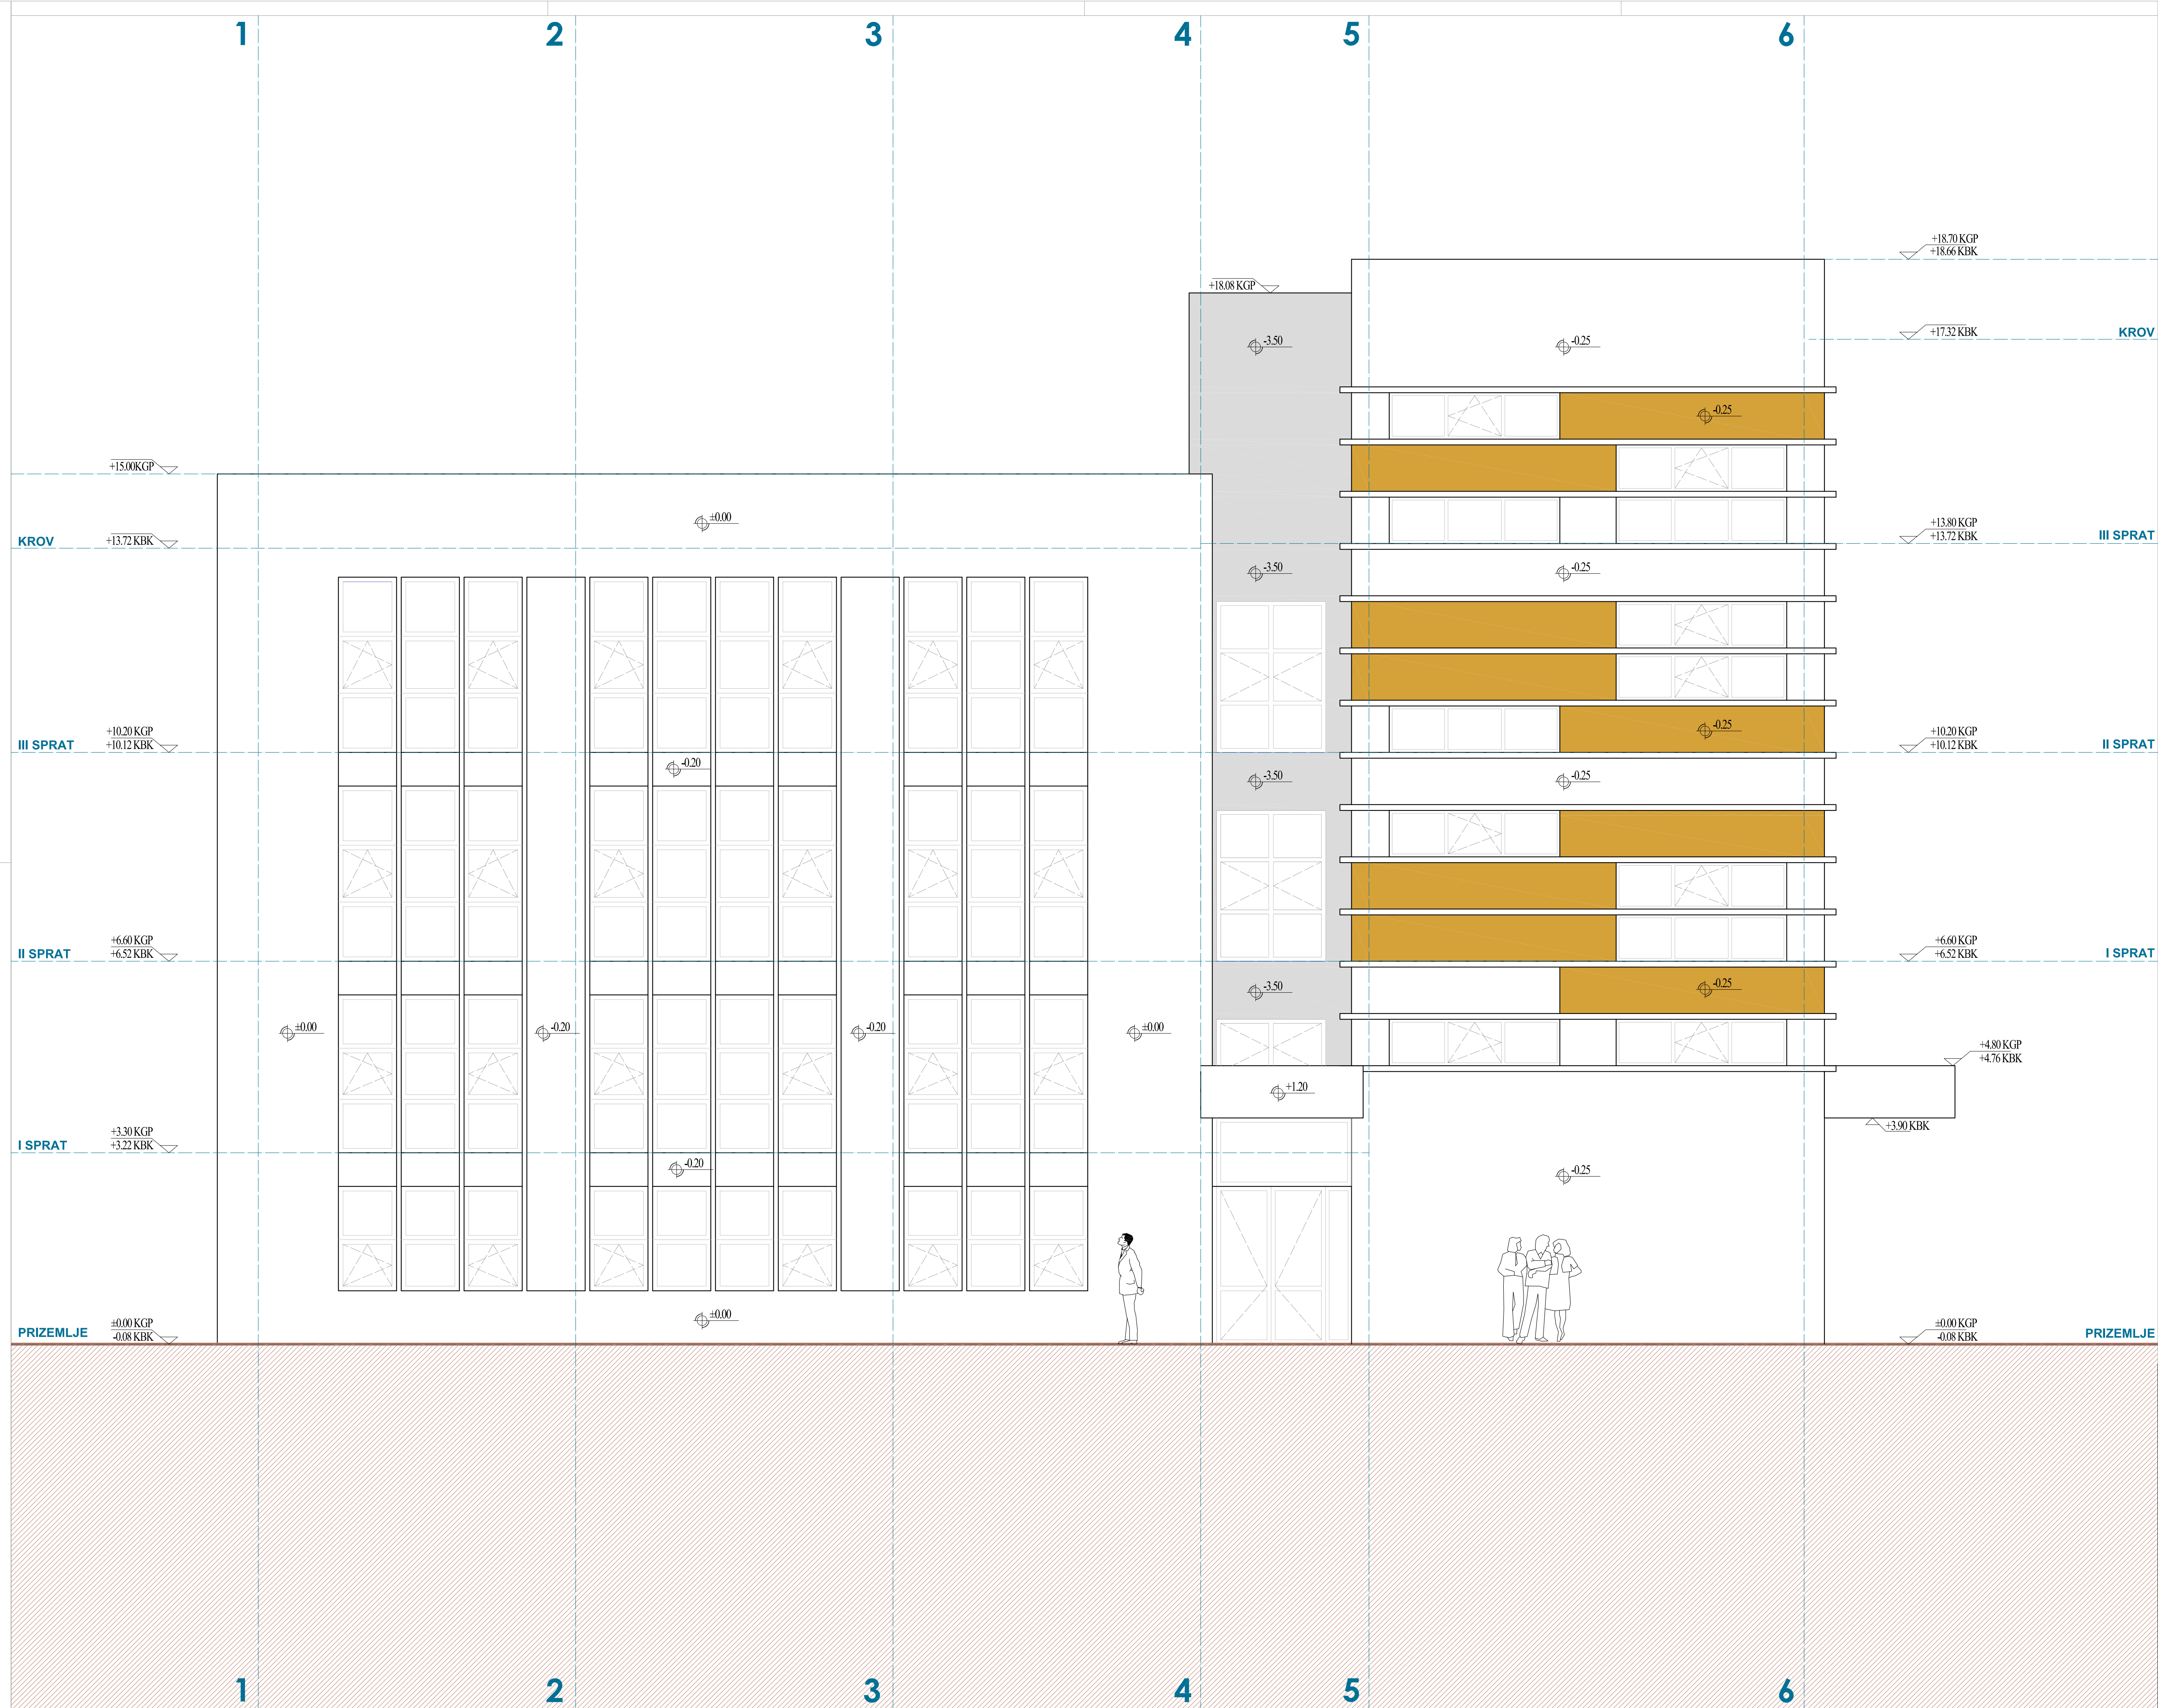 1 2 3 4 5 6
+18.70 KGP
+18.66 KBK
+18.08 KGP
+17.32 KBK KROV
-3.50 -0.25
-0.25
+15.00KGP
±0.00
+13.80 KGP
KROV +13.72 KBK
+13.72 KBK III SPRAT
-3.50 -0.25
-0.25
+10.20 KGP +10.20 KGP
III SPRAT +10.12 KBK +10.12 KBK II SPRAT
-0.20
-3.50 -0.25
+6.60 KGP +6.60 KGP
II SPRAT +6.52 KBK +6.52 KBK I SPRAT
-3.50 -0.25
±0.00 -0.20 -0.20 ±0.00
+4.80 KGP
+4.76 KBK
+1.20
+3.90 KBK
+3.30 KGP
I SPRAT +3.22 KBK
-0.20 -0.25
±0.00
±0.00 KGP ±0.00 KGP
PRIZEMLJE -0.08 KBK -0.08 KBK PRIZEMLJE
1 2 3 4 5 6